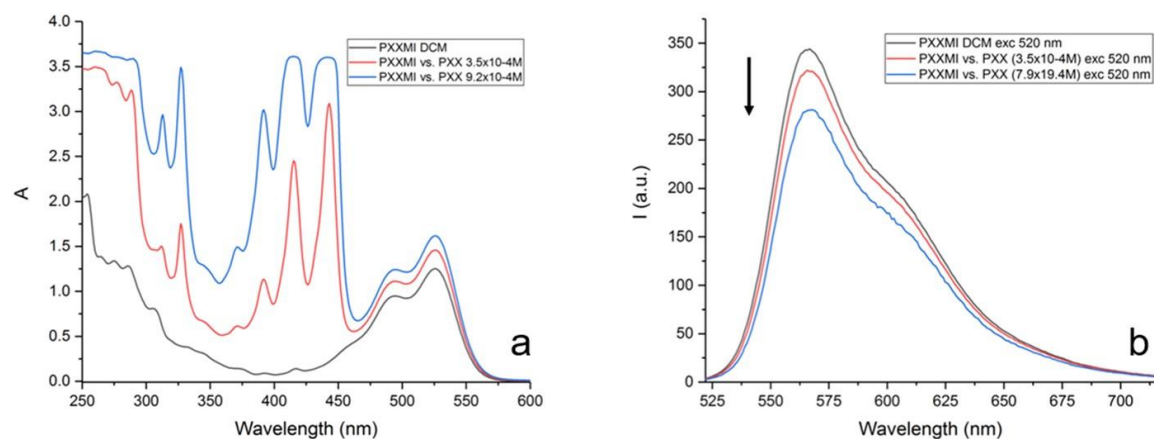 4.0
3.5
3.0
2.5
2.0
1.5
1.0
0.5
0.0
A
250 300 350 400 450 500 550 600
Wavelength (nm)
PXXMI DCM
PXXMI vs. PXX 3.5x10-4M
PXXMI vs. PXX 9.2x10-4M
a
350
300
250
200
150
100
50
0
I (a.u.)
525 550 575 600 625 650 675 700
Wavelength (nm)
PXXMI DCM exc 520 nm
PXXMI vs. PXX (3.5x10-4M) exc 520 nm
PXXMI vs. PXX (7.9x19.4M) exc 520 nm
b